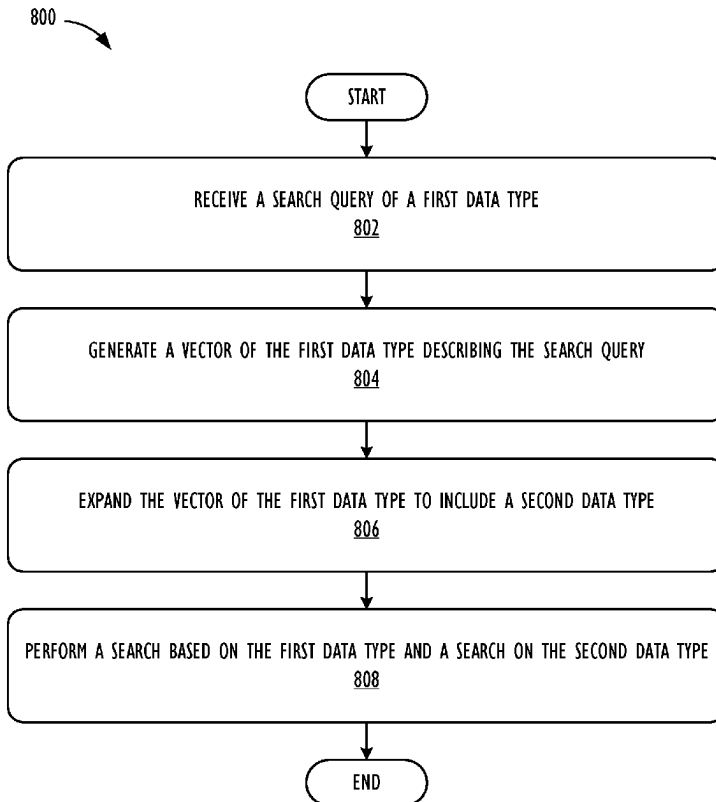 800
START
RECEIVE A SEARCH QUERY OF A FIRST DATA TYPE
802
GENERATE A VECTOR OF THE FIRST DATA TYPE DESCRIBING THE SEARCH QUERY
804
EXPAND THE VECTOR OF THE FIRST DATA TYPE TO INCLUDE A SECOND DATA TYPE
806
PERFORM A SEARCH BASED ON THE FIRST DATA TYPE AND A SEARCH ON THE SECOND DATA TYPE
808
END